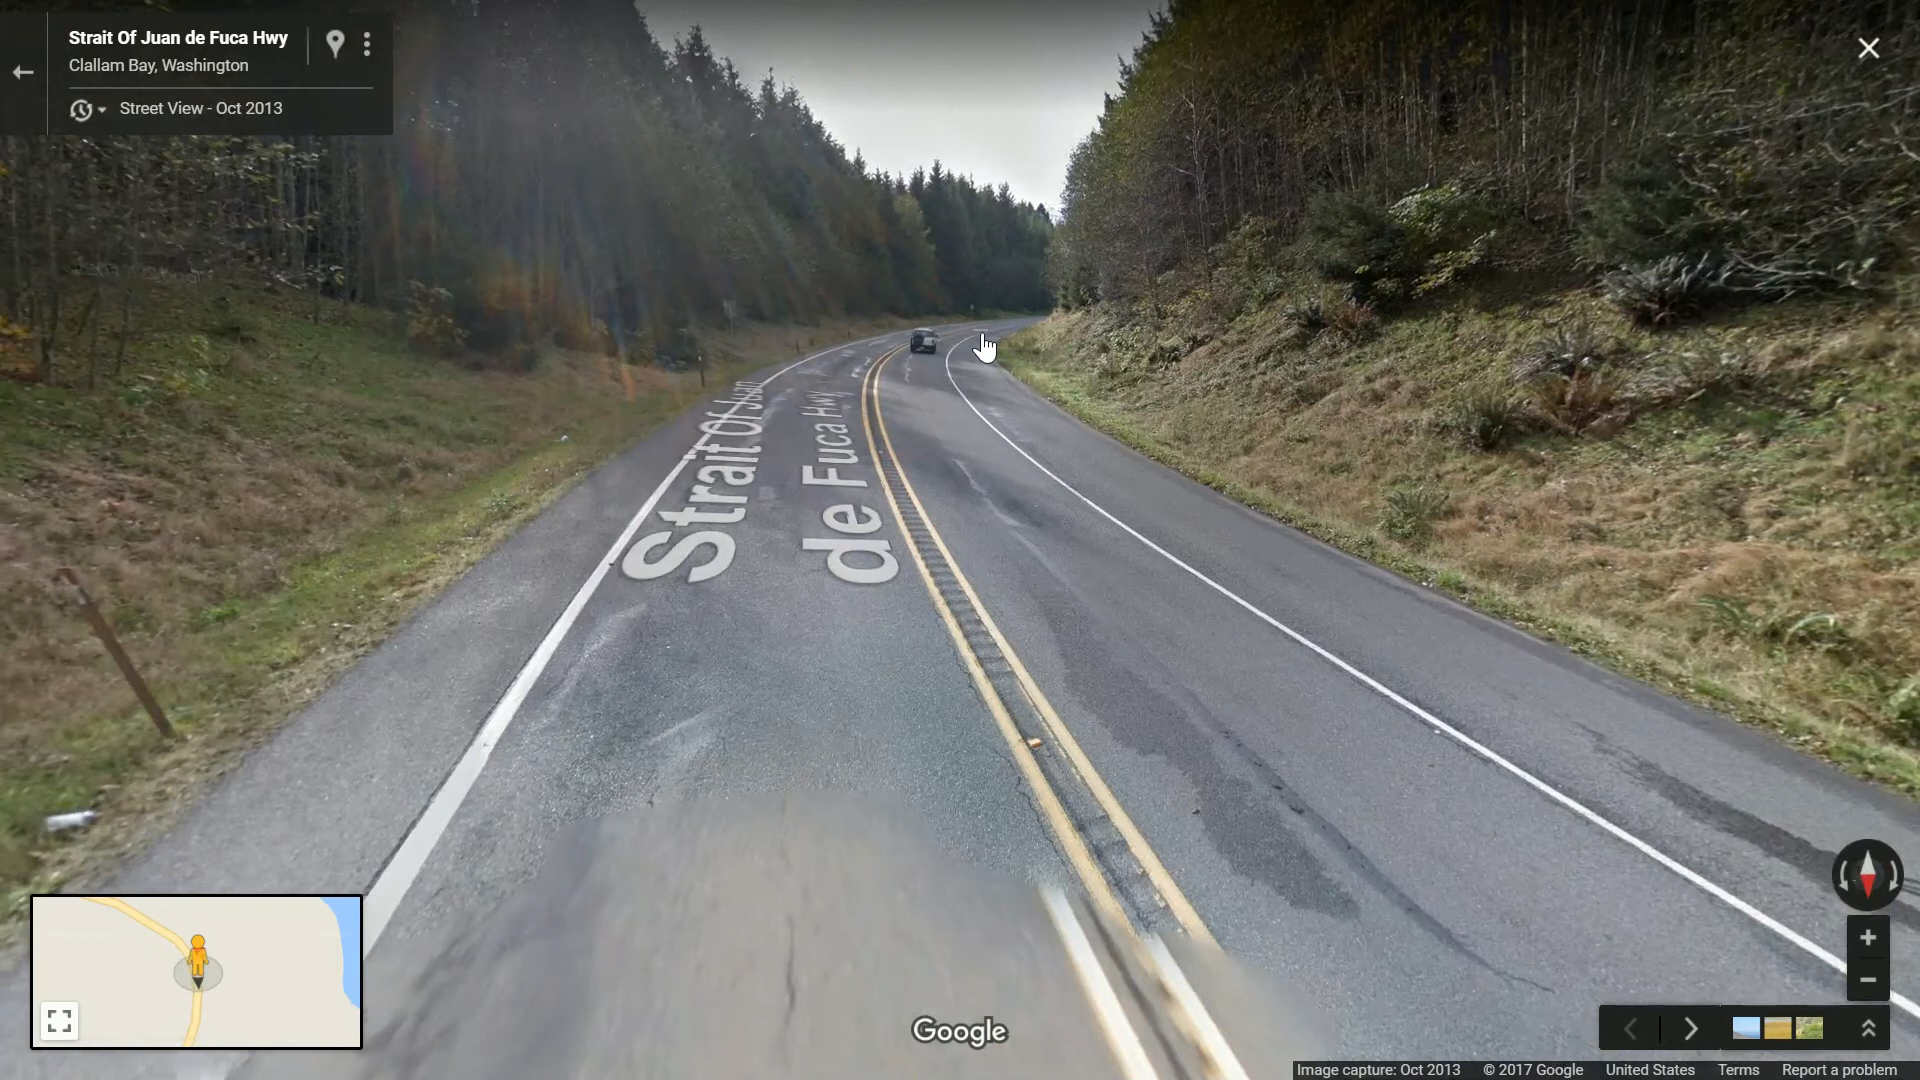 Strait Of Juan de Fuca Hwy
Clallam Bay, Washington
Street View - Oct 2013
Strait Of Juan
de Fuca Hwy
Google
Image capture: Oct 2013 © 2017 Google United States Terms Report a problem